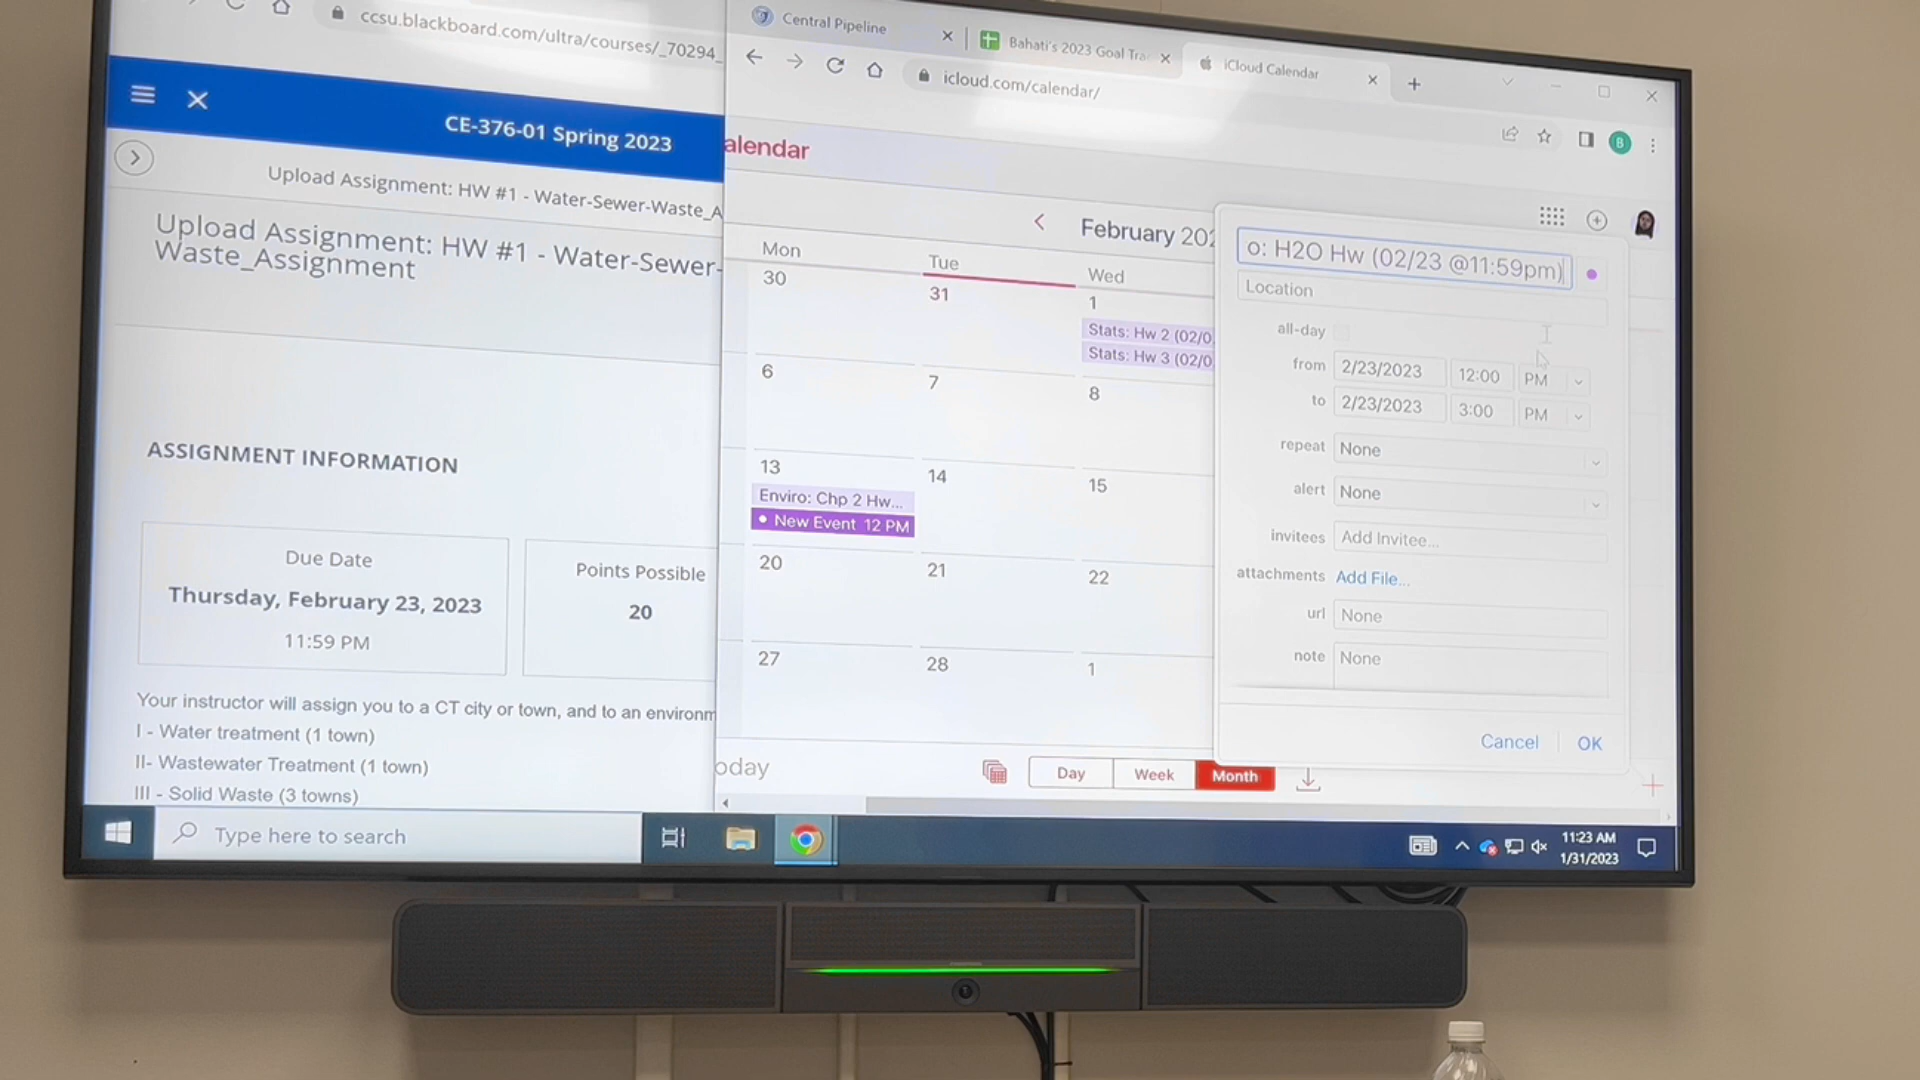 ccsu.blackboard.com/ultra/courses/_70294_
CE-376-01 Spring 2023
Upload Assignment: HW #1 - Water-Sewer-Waste_A
Upload Assignment: HW #1 - Water-Sewer-
Waste_Assignment
ASSIGNMENT INFORMATION
Due Date
Thursday, February 23, 2023
11:59 PM
Points Possible
20
Your instructor will assign you to a CT city or town, and to an environm
I - Water treatment (1 town)
II- Wastewater Treatment (1 town)
III - Solid Waste (3 towns)
Central Pipeline
Bahati's 2023 Goal Tra
iCloud Calendar
icloud.com/calendar/
B
alendar
February 202
Mon
Tue
Wed
30
31
1
Stats: Hw 2 (02/0
Stats: Hw 3 (02/0
6
7
8
13
14
15
Enviro: Chp 2 Hw...
New Event 12 PM
20
21
22
27
28
1
oday
Day
Week
Month
o: H2O Hw (02/23 @11:59pm)
Location
all-day
from 2/23/2023 12:00 PM
to 2/23/2023 3:00 PM
repeat None
alert None
invitees Add Invitee...
attachments Add File...
url None
note None
Cancel
OK
Type here to search
11:23 AM
1/31/2023